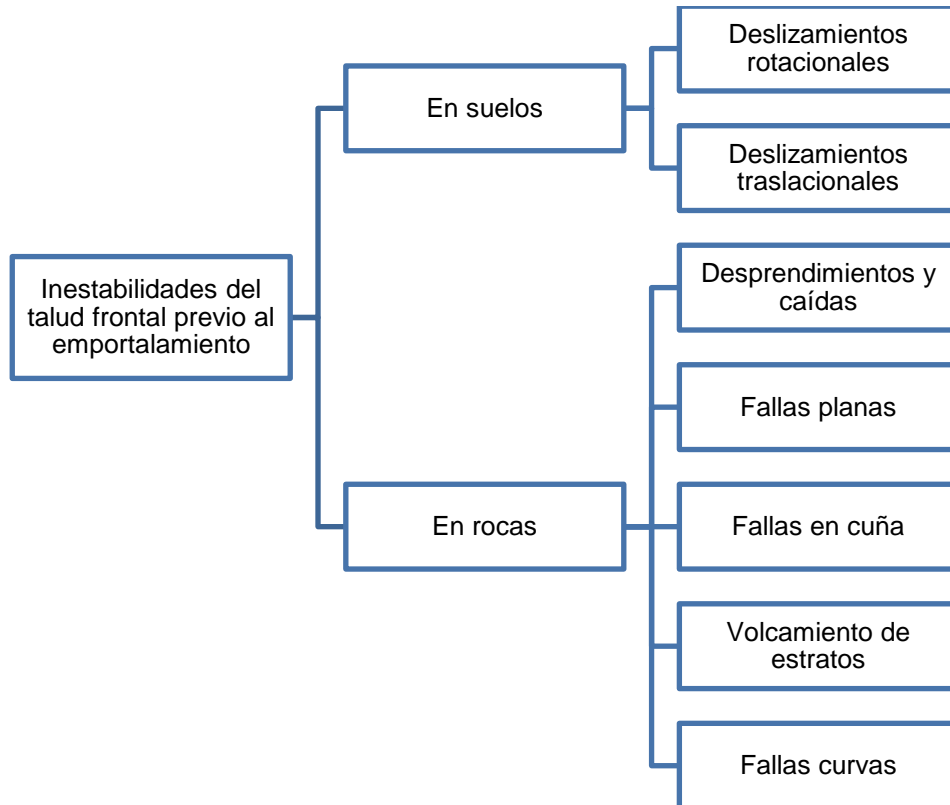 Inestabilidades del
talud frontal previo al
emportalamiento
En suelos
Deslizamientos
rotacionales
Deslizamientos
traslacionales
En rocas
Desprendimientos y
caídas
Fallas planas
Fallas en cuña
Volcamiento de
estratos
Fallas curvas